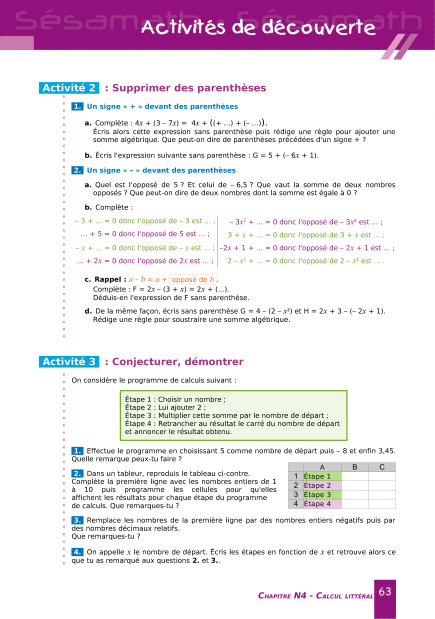 Sésamath Sésamath
Activités de découverte
Activité 2 : Supprimer des parenthèses
1. Un signe « + » devant des parenthèses
a. Complète : 4x + (3 – 7x) = 4x + ((+ ...) + (– ...)).
Écris alors cette expression sans parenthèse puis rédige une règle pour ajouter une
somme algébrique. Que peut-on dire de parenthèses précédées d'un signe + ?
b. Écris l'expression suivante sans parenthèse : G = 5 + (– 6x + 1).
2. Un signe « – » devant des parenthèses
a. Quel est l'opposé de 5 ? Et celui de – 6,5 ? Que vaut la somme de deux nombres
opposés ? Que peut-on dire de deux nombres dont la somme est égale à 0 ?
b. Complète :
– 3 + ... = 0 donc l'opposé de – 3 est ... ;
... + 5 = 0 donc l'opposé de 5 est ... ;
– x + ... = 0 donc l'opposé de – x est ... ;
... + 2x = 0 donc l'opposé de 2x est ... ;
– 3x² + ... = 0 donc l'opposé de – 3x² est ... ;
3 + x + ... = 0 donc l'opposé de 3 + x est ... ;
–2x + 1 + ... = 0 donc l'opposé de – 2x + 1 est ... ;
2 – x² + ... = 0 donc l'opposé de 2 – x² est ... .
c. Rappel : a – b = a + opposé de b .
Complète : F = 2x – (3 + x) = 2x + (...).
Déduis-en l'expression de F sans parenthèse.
d. De la même façon, écris sans parenthèse G = 4 – (2 – x²) et H = 2x + 3 – (– 2x + 1).
Rédige une règle pour soustraire une somme algébrique.
Activité 3 : Conjecturer, démontrer
On considère le programme de calculs suivant :
Étape 1 : Choisir un nombre ;
Étape 2 : Lui ajouter 2 ;
Étape 3 : Multiplier cette somme par le nombre de départ ;
Étape 4 : Retrancher au résultat le carré du nombre de départ
et annoncer le résultat obtenu.
1. Effectue le programme en choisissant 5 comme nombre de départ puis – 8 et enfin 3,45.
Quelle remarque peux-tu faire ?
2. Dans un tableur, reproduis le tableau ci-contre.
Complète la première ligne avec les nombres entiers de 1
à 10 puis programme les cellules pour qu'elles
affichent les résultats pour chaque étape du programme
de calculs. Que remarques-tu ?
A B C
1 Étape 1
2 Étape 2
3 Étape 3
4 Étape 4
3. Remplace les nombres de la première ligne par des nombres entiers négatifs puis par
des nombres décimaux relatifs.
Que remarques-tu ?
4. On appelle x le nombre de départ. Écris les étapes en fonction de x et retrouve alors ce
que tu as remarqué aux questions 2. et 3..
CHAPITRE N4 - CALCUL LITTÉRAL 63